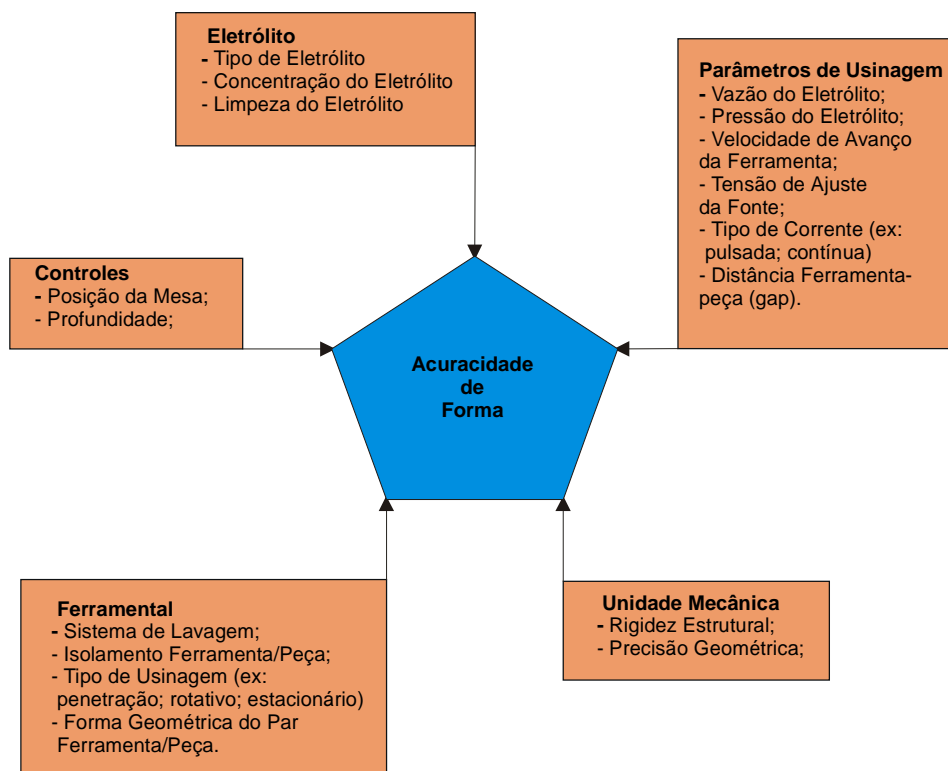 Eletrólito
- Tipo de Eletrólito
- Concentração do Eletrólito
- Limpeza do Eletrólito
Parâmetros de Usinagem
- Vazão do Eletrólito;
- Pressão do Eletrólito;
- Velocidade de Avanço
da Ferramenta;
- Tensão de Ajuste
da Fonte;
- Tipo de Corrente (ex:
pulsada; contínua)
- Distância Ferramenta-
peça (gap).
Controles
- Posição da Mesa;
- Profundidade;
Acuracidade
de
Forma
Ferramental
- Sistema de Lavagem;
- Isolamento Ferramenta/Peça;
- Tipo de Usinagem (ex:
penetração; rotativo; estacionário)
- Forma Geométrica do Par
Ferramenta/Peça.
Unidade Mecânica
- Rigidez Estrutural;
- Precisão Geométrica;